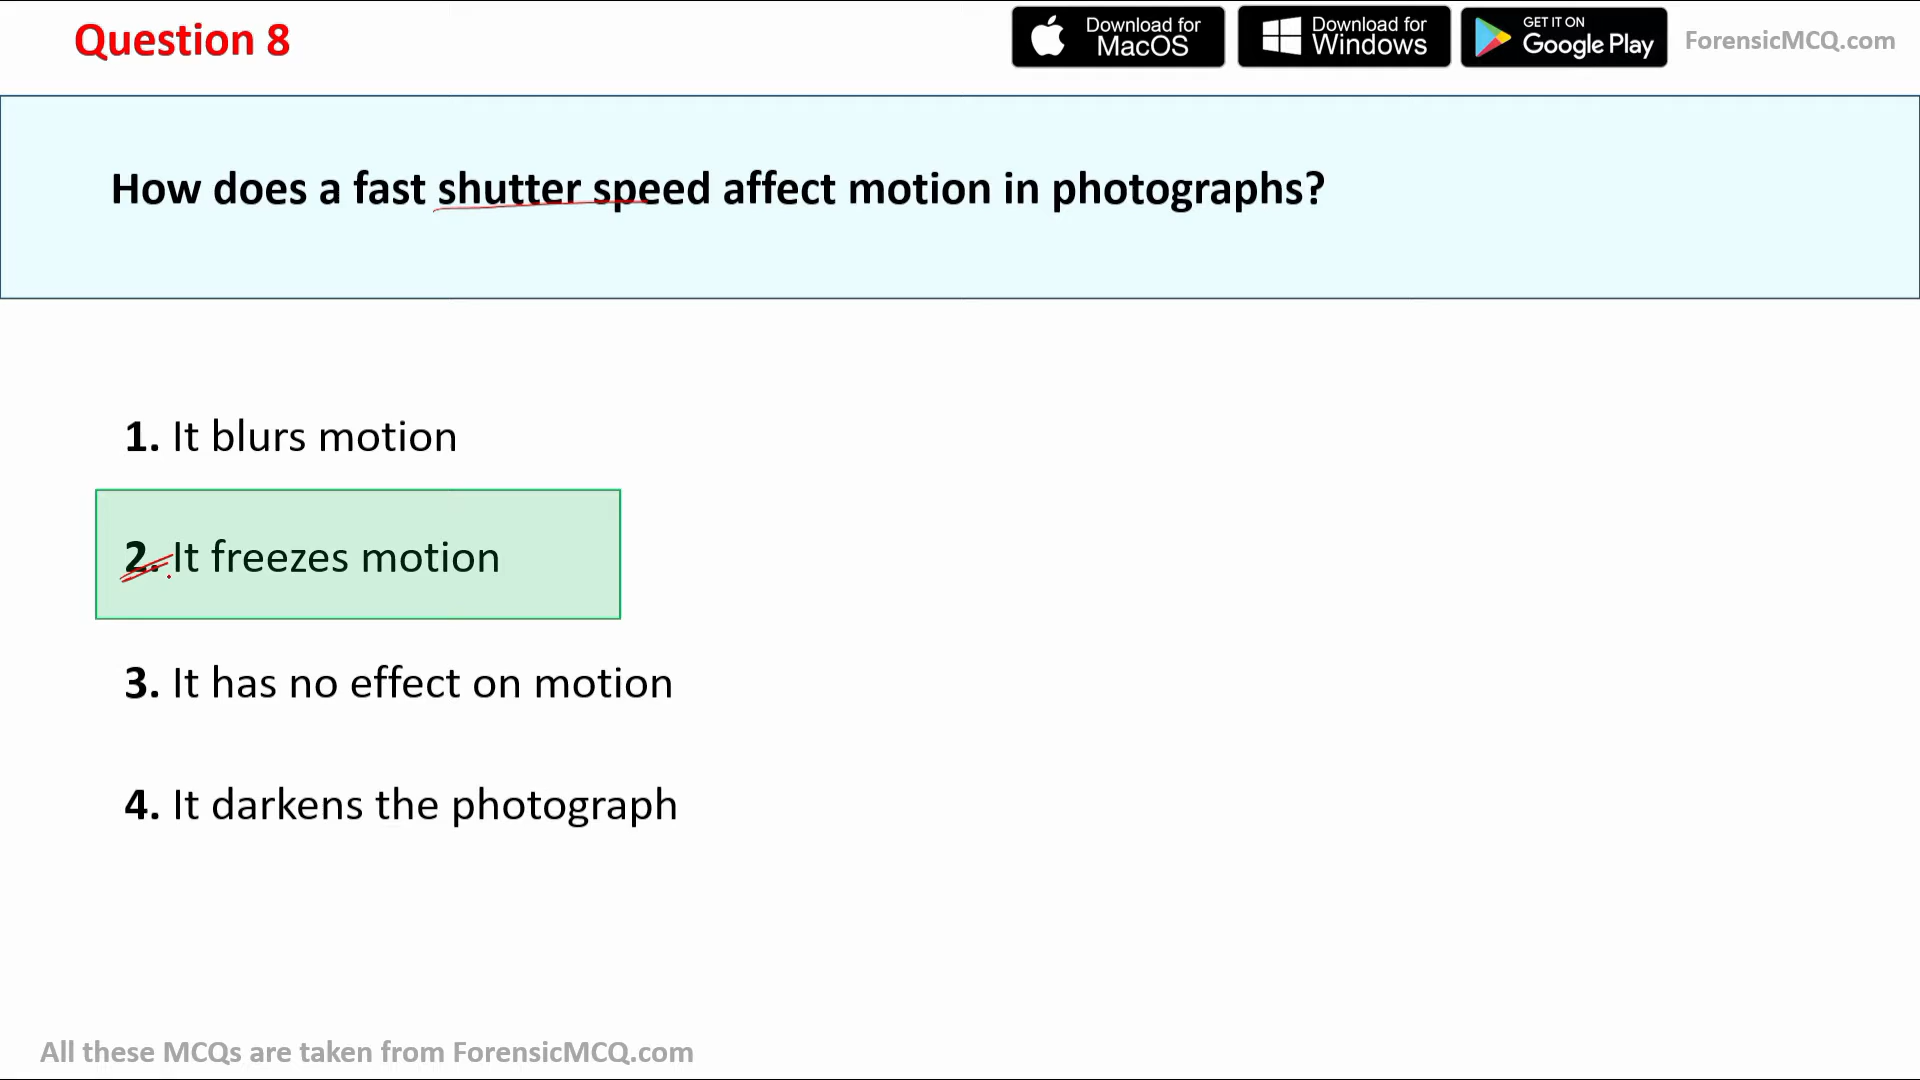 Question 8
Download for
MacOS
Download for
Windows
GET IT ON
Google Play
ForensicMCQ.com
How does a fast shutter speed affect motion in photographs?
1. It blurs motion
2. It freezes motion
3. It has no effect on motion
4. It darkens the photograph
All these MCQs are taken from ForensicMCQ.com